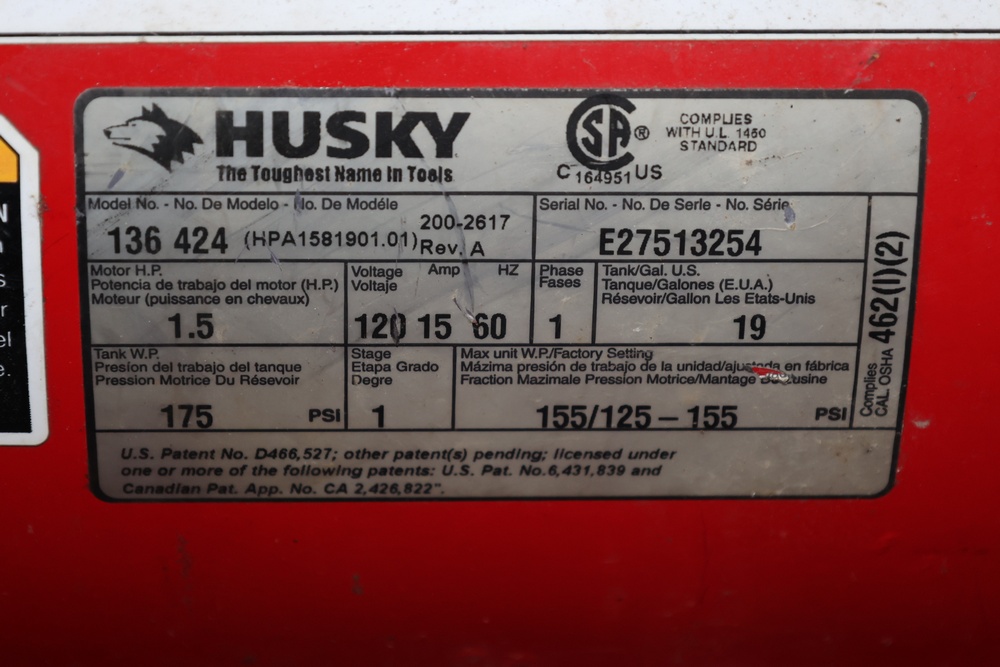 HUSKY
The Toughest Name In Tools
CSA®
C 164951 US
COMPLIES
WITH U.L. 1450
STANDARD
Model No. - No. De Modelo - No. De Modéle
136 424 (HPA1581901.01) 200-2617
Rev. A
Serial No. - No. De Serle - No. Série
E27513254
Motor H.P.
Potencia de trabajo del motor (H.P.)
Moteur (puissance en chevaux)
1.5
Voltage Amp HZ
Voltaje
120 15 60
Phase
Fases
1
Tank/Gal. U.S.
Tanque/Galones (E.U.A.)
Résevoir/Gallon Les Etats-Unis
19
Tank W.P.
Presion del trabajo del tanque
Pression Motrice Du Résevoir
175 PSI
Stage
Etapa Grado
Degre
1
Max unit W.P./Factory Setting
Mázima presión de trabajo de la unidad/ajustada en fábrica
Fraction Mazimale Pression Motrice/Mantage
155/125 – 155 PSI
Complies
CAL OSHA 462(l)(2)
U.S. Patent No. D466,527; other patent(s) pending; licensed under
one or more of the following patents: U.S. Pat. No.6,431,839 and
Canadian Pat. App. No. CA 2,426,822".